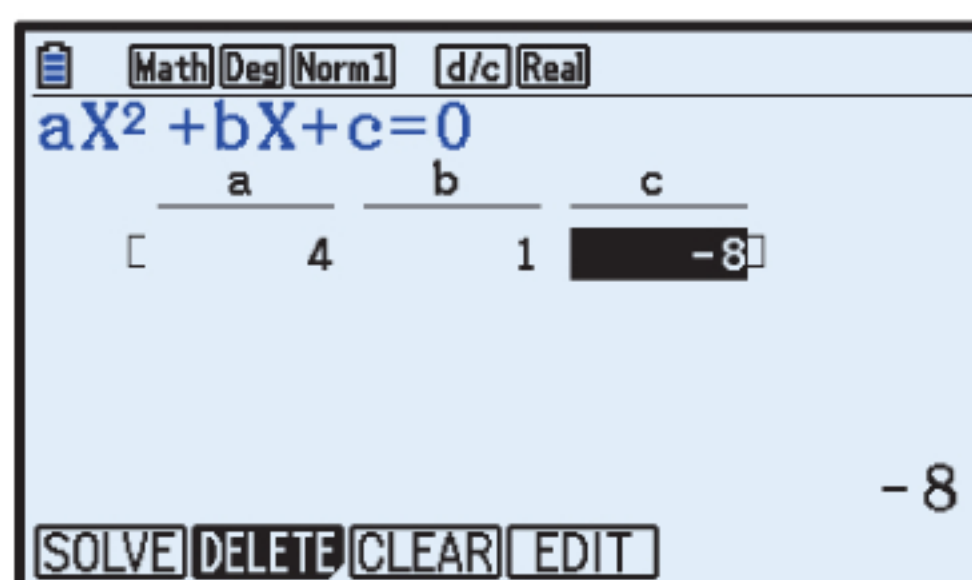 Math Deg Norm1 d/c Real
aX² +bX+c=0
a b c
4 1 -8
-8
SOLVE DELETE CLEAR EDIT